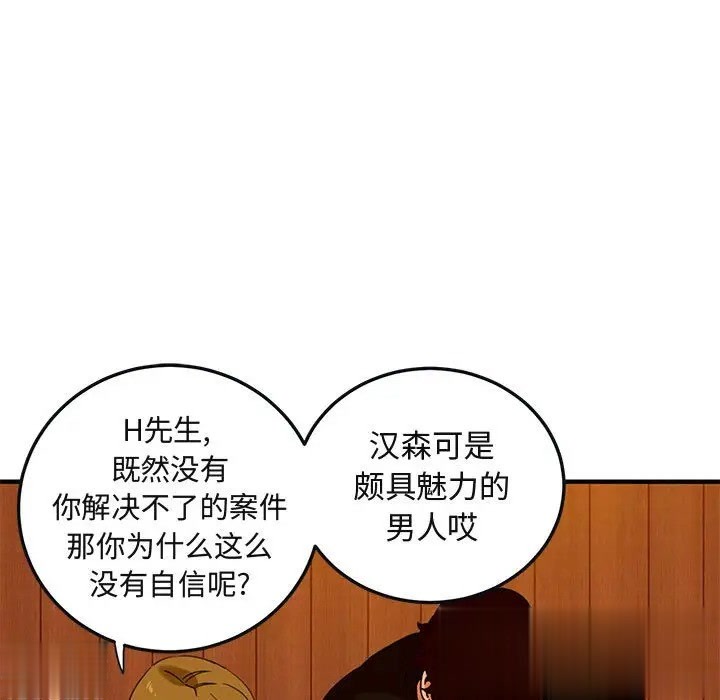 H先生,
既然没有
你解决不了的案件
那你为什么这么
没有自信呢?
汉森可是
颇具魅力的
男人哎